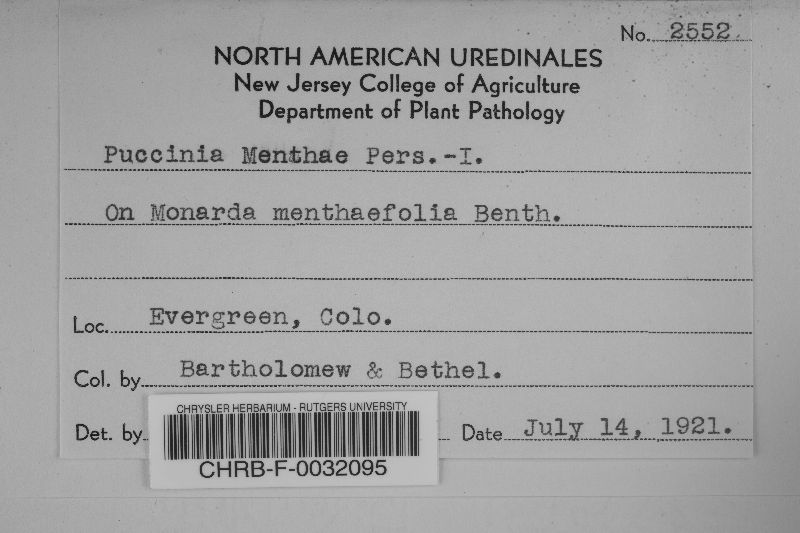 No. 2552.
NORTH AMERICAN UREDINALES
New Jersey College of Agriculture
Department of Plant Pathology
Puccinia Menthae Pers.-I.
On Monarda menthaefolia Benth.
Loc. Evergreen, Colo.
Col. by Bartholomew & Bethel.
Det. by Date July 14, 1921.
CHRYSLER HERBARIUM - RUTGERS UNIVERSITY
CHRB-F-0032095